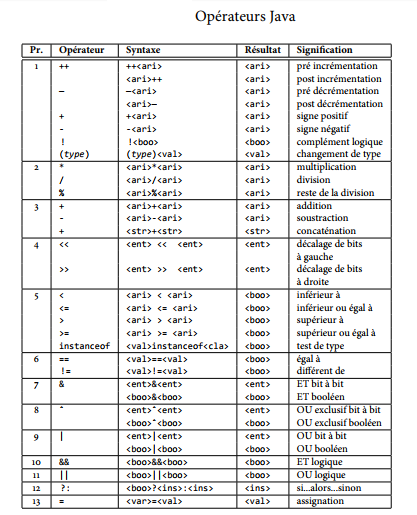 Opérateurs Java
Pr. Opérateur Syntaxe Résultat Signification
1 ++ ++<ari> <ari> pré incrémentation
<ari>++ <ari> post incrémentation
— —<ari> <ari> pré décrémentation
<ari>— <ari> post décrémentation
+ +<ari> <ari> signe positif
- -<ari> <ari> signe négatif
! !<boo> <boo> complément logique
(type) (type)<val> <val> changement de type
2 * <ari>*<ari> <ari> multiplication
/ <ari>/<ari> <ari> division
% <ari>%<ari> <ari> reste de la division
3 + <ari>+<ari> <ari> addition
- <ari>-<ari> <ari> soustraction
+ <str>+<str> <str> concaténation
4 << <ent> << <ent> <ent> décalage de bits
à gauche
>> <ent> >> <ent> <ent> décalage de bits
à droite
5 < <ari> < <ari> <boo> inférieur à
<= <ari> <= <ari> <boo> inférieur ou égal à
> <ari> > <ari> <boo> supérieur à
>= <ari> >= <ari> <boo> supérieur ou égal à
instanceof <val>instanceof<cla> <boo> test de type
6 == <val>==<val> <boo> égal à
!= <val>!=<val> <boo> différent de
7 & <ent>&<ent> <ent> ET bit à bit
<boo>&<boo> <boo> ET booléen
8 ^ <ent>^<ent> <ent> OU exclusif bit à bit
<boo>^<boo> <boo> OU exclusif booléen
9 | <ent>|<ent> <ent> OU bit à bit
<boo>|<boo> <boo> OU booléen
10 && <boo>&&<boo> <boo> ET logique
11 || <boo>||<boo> <boo> OU logique
12 ?: <boo>?<ins>:<ins> <ins> si...alors...sinon
13 = <var>=<val> <val> assignation